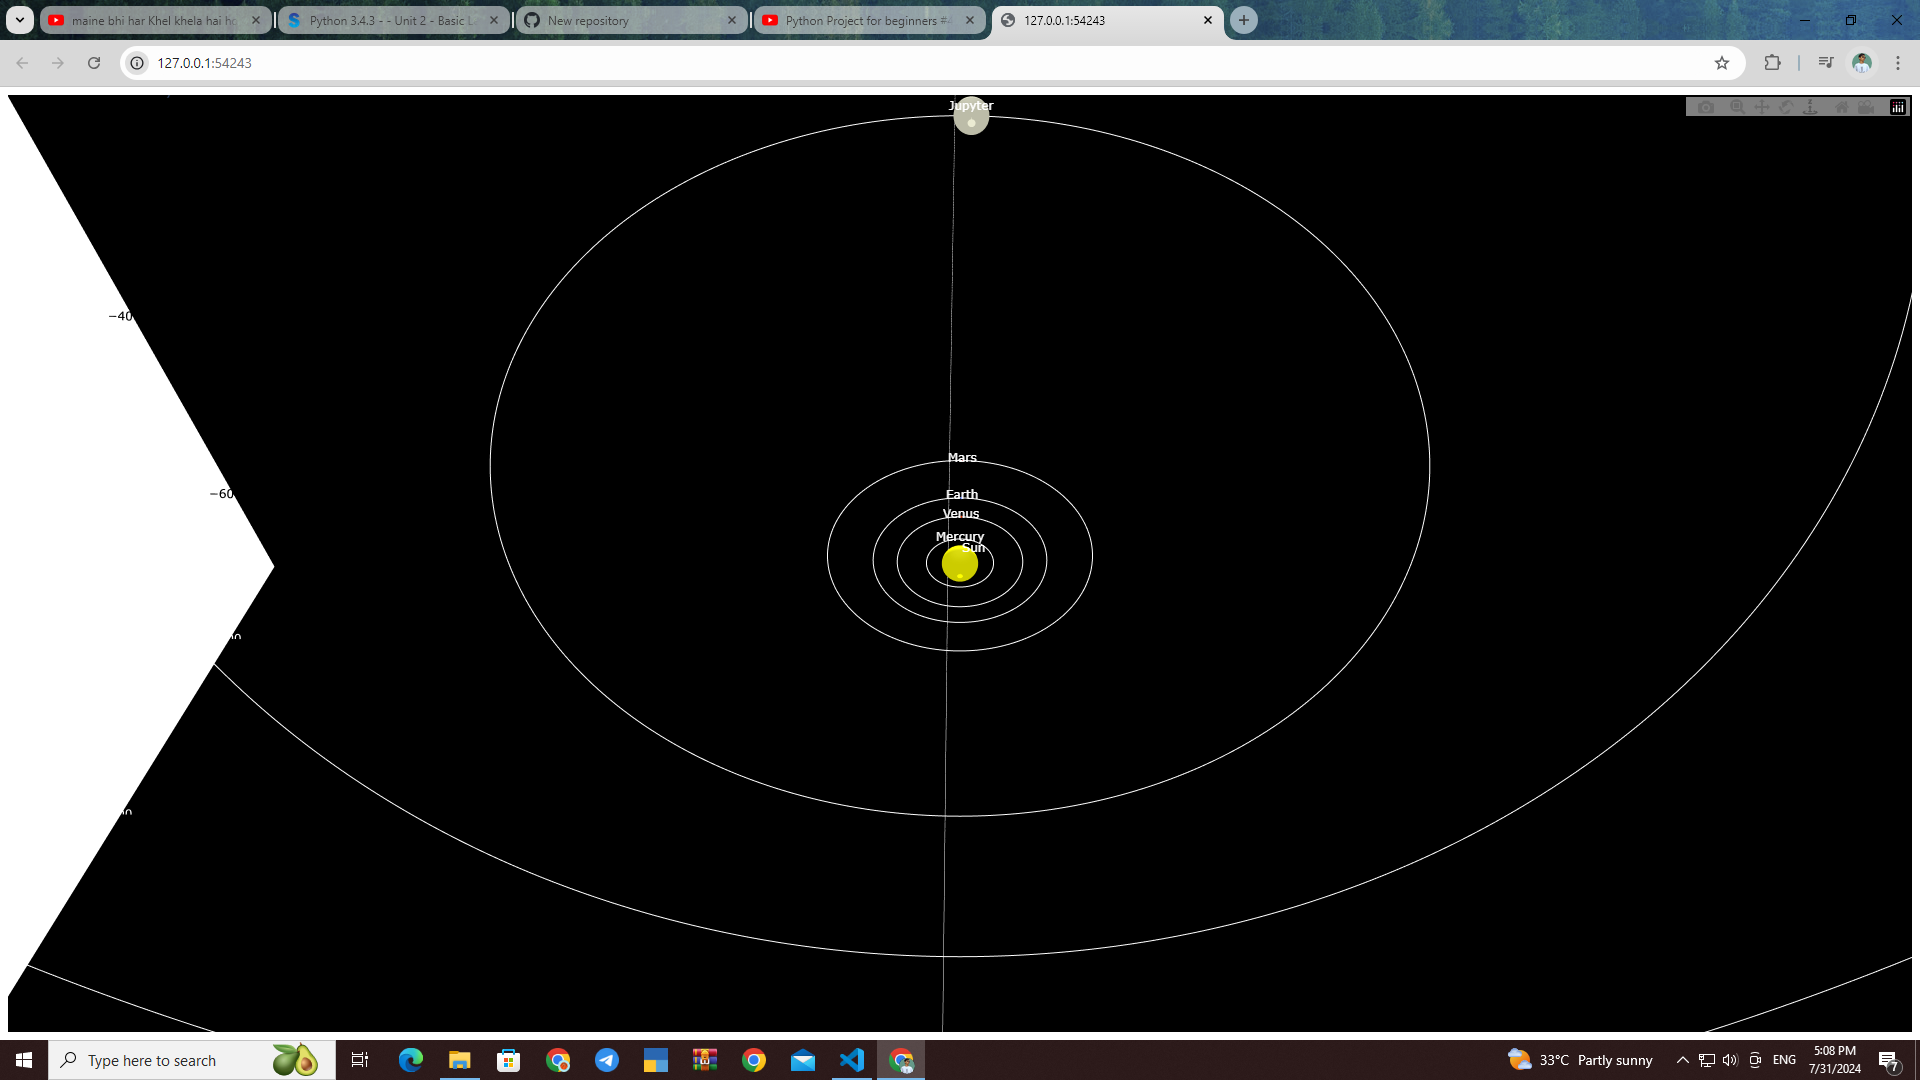 maine bhi har Khel khela hai ho
Python 3.4.3 - - Unit 2 - Basic L
New repository
Python Project for beginners #4
127.0.0.1:54243
127.0.0.1:54243
Jupyter
−40
Mars
−60
Earth
Venus
Mercury
Sun
Type here to search
33°C Partly sunny
ENG
5:08 PM
7/31/2024
7